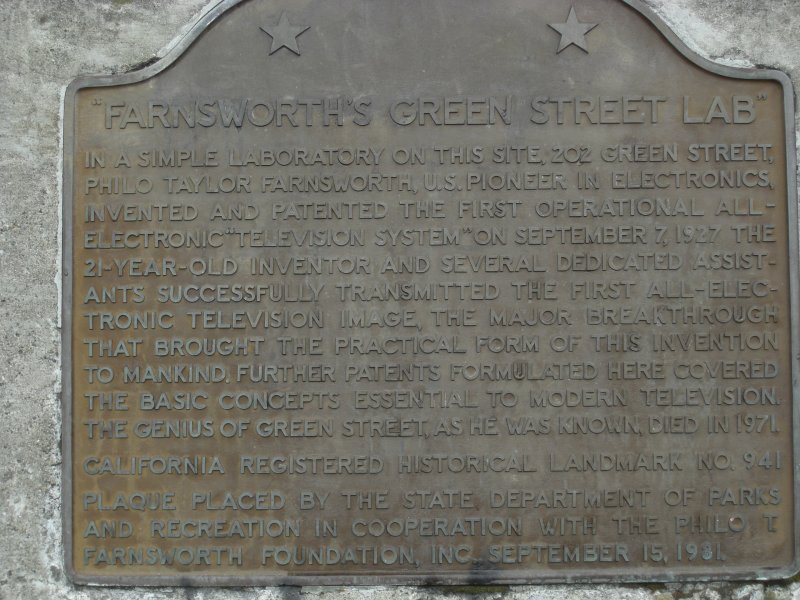 "FARNSWORTH'S GREEN STREET LAB"
IN A SIMPLE LABORATORY ON THIS SITE, 202 GREEN STREET,
PHILO TAYLOR FARNSWORTH, U.S. PIONEER IN ELECTRONICS,
INVENTED AND PATENTED THE FIRST OPERATIONAL ALL-
ELECTRONIC "TELEVISION SYSTEM" ON SEPTEMBER 7, 1927 THE
21-YEAR-OLD INVENTOR AND SEVERAL DEDICATED ASSIST-
ANTS SUCCESSFULLY TRANSMITTED THE FIRST ALL-ELEC-
TRONIC TELEVISION IMAGE, THE MAJOR BREAKTHROUGH
THAT BROUGHT THE PRACTICAL FORM OF THIS INVENTION
TO MANKIND. FURTHER PATENTS FORMULATED HERE COVERED
THE BASIC CONCEPTS ESSENTIAL TO MODERN TELEVISION.
THE GENIUS OF GREEN STREET, AS HE WAS KNOWN, DIED IN 1971.
CALIFORNIA REGISTERED HISTORICAL LANDMARK NO. 941
PLAQUE PLACED BY THE STATE DEPARTMENT OF PARKS
AND RECREATION IN COOPERATION WITH THE PHILO T.
FARNSWORTH FOUNDATION, INC. SEPTEMBER 15, 1981.